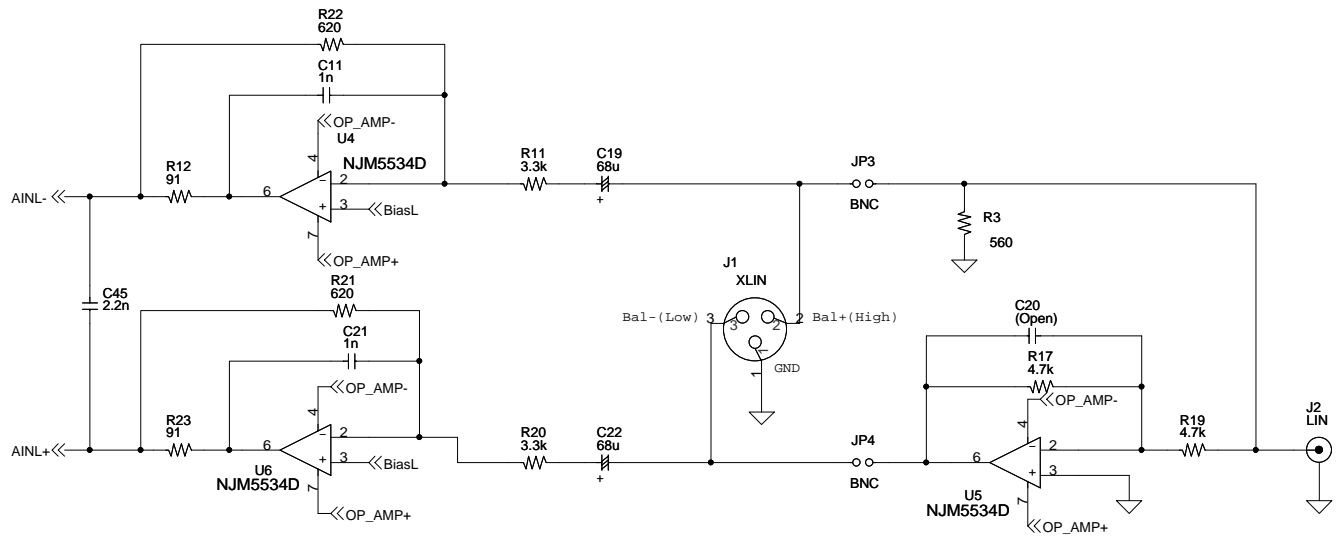 R22
620
C11
1n
OP_AMP-
U4
4
NJM5534D
R12
91
AINL-
6
2
-
+
3
BiasL
7
OP_AMP+
R11
3.3k
C19
68u
+
JP3
BNC
R3
560
J1
XLIN
Bal-(Low)
3
3
2
2
Bal+(High)
1
1
GND
C45
2.2n
R21
620
C21
1n
OP_AMP-
4
R23
91
AINL+
6
2
-
+
3
BiasL
U6
NJM5534D
7
OP_AMP+
R20
3.3k
C22
68u
+
JP4
BNC
C20
(Open)
R17
4.7k
OP_AMP-
4
R19
4.7k
J2
LIN
6
2
-
+
3
U5
NJM5534D
7
OP_AMP+